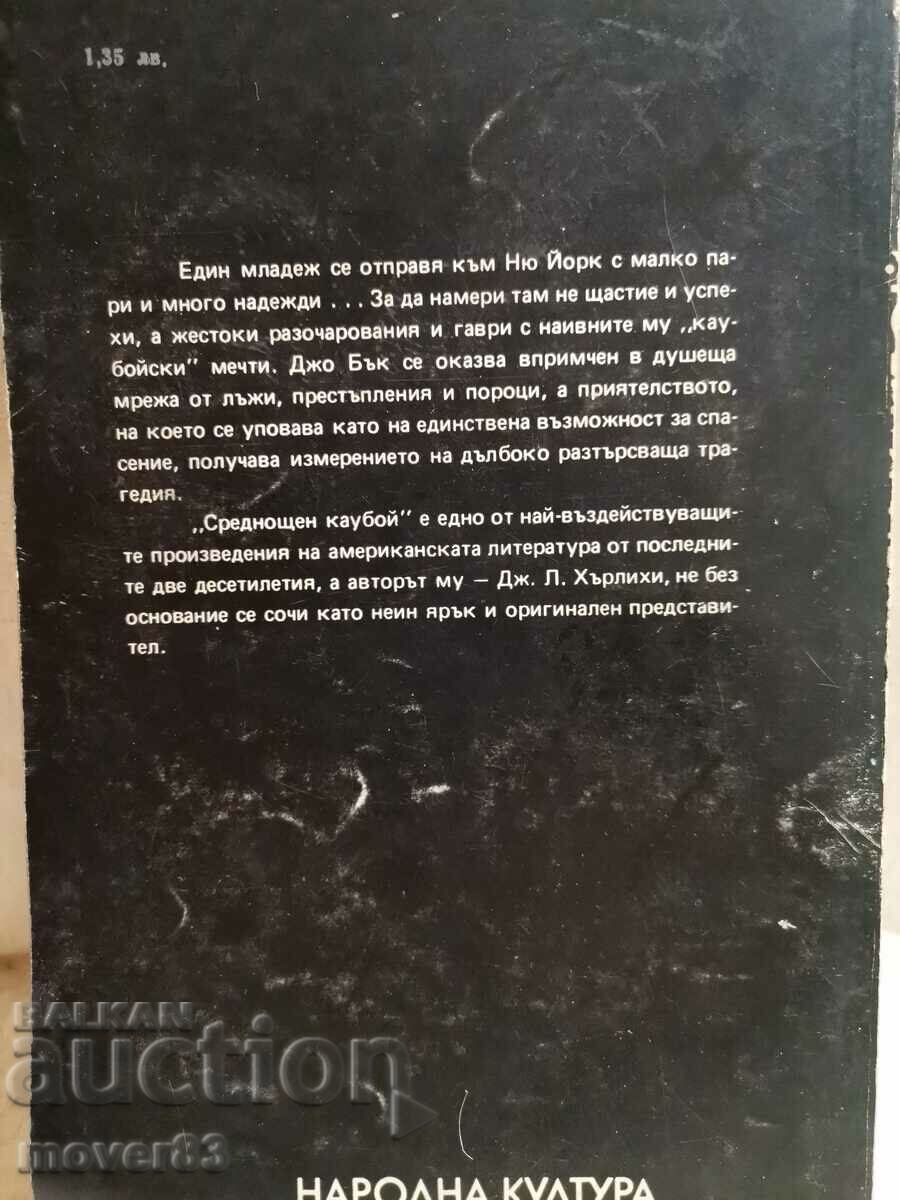 1,35 лв.
Един младеж се отправя към Ню Йорк с малко па-
ри и много надежди . . . За да намери там не щастие и успе-
хи, а жестоки разочарования и гаври с наивните му „кау-
бойски" мечти. Джо Бък се оказва впримчен в душеща
мрежа от лъжи, престъпления и пороци, а приятелството,
на което се уповава като на единствена възможност за спа-
сение, получава измерението на дълбоко разтърсваща тра-
гедия.
„Среднощен каубой" е едно от най-въздействуващи-
те произведения на американската литература от последни-
те две десетилетия, а авторът му — Дж. Л. Хърлихи, не без
основание се сочи като неин ярък и оригинален представи-
тел.
BALKAN
auction
mover83
НАРОДНА КУЛТУРА